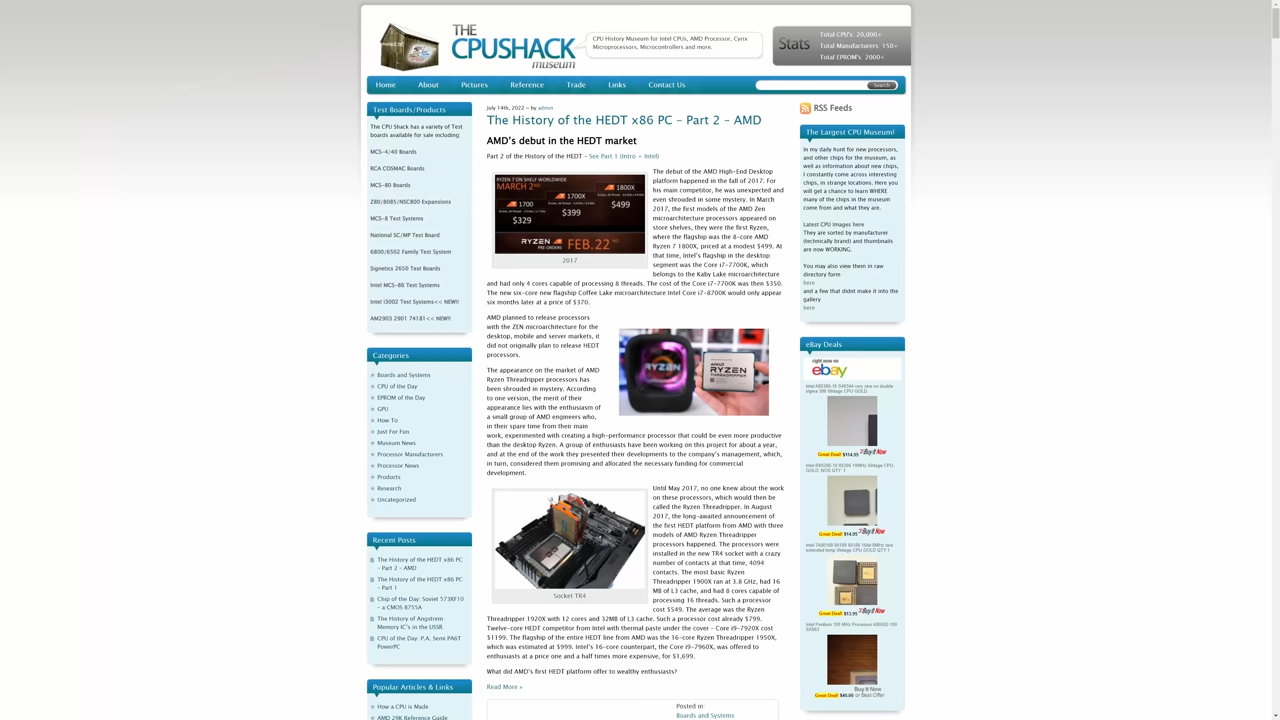 THE
CPUSHACK
museum
CPU History Museum for Intel CPUs, AMD Processor, Cyrix
Microprocessors, Microcontrollers and more.
Stats
Total CPU's: 20,000+
Total Manufacturers: 150+
Total EPROM's: 2000+
Home About Pictures Reference Trade Links Contact Us
Search
Test Boards/Products
The CPU Shack has a variety of Test
boards available for sale including:
MCS-4/40 Boards
RCA COSMAC Boards
MCS-80 Boards
Z80/8085/NSC800 Expansions
MCS-8 Test Systems
National SC/MP Test Board
6800/6502 Family Test System
Signetics 2650 Test Boards
Intel MCS-86 Test Systems
Intel i3002 Test Systems<< NEW!!
AM2903 2901 74181<< NEW!!
Categories
Boards and Systems
CPU of the Day
EPROM of the Day
GPU
How To
Just For Fun
Museum News
Processor Manufacturers
Processor News
Products
Research
Uncategorized
Recent Posts
The History of the HEDT x86 PC
– Part 2 – AMD
The History of the HEDT x86 PC
– Part 1
Chip of the Day: Soviet 573RF10
– a CMOS 8755A
The History of Angstrem
Memory IC's in the USSR
CPU of the Day: P.A. Semi PA6T
PowerPC
Popular Articles & Links
How a CPU is Made
AMD 29K Reference Guide
July 14th, 2022 ~ by admin
The History of the HEDT x86 PC – Part 2 – AMD
AMD's debut in the HEDT market
Part 2 of the History of the HEDT – See Part 1 (Intro + Intel)
RYZEN 7 ON SHELF WORLDWIDE
MARCH 2ND
1700
$329
1700X
$399
1800X
$499
RYZEN
PRE-ORDERS
FEB.22
2017
The debut of the AMD High-End Desktop
platform happened in the fall of 2017. For
his main competitor, he was unexpected and
even shrouded in some mystery. In March
2017, the first models of the AMD Zen
microarchitecture processors appeared on
store shelves, they were the first Ryzen,
where the flagship was the 8-core AMD
Ryzen 7 1800X, priced at a modest $499. At
that time, Intel's flagship in the desktop
segment was the Core i7-7700K, which
belongs to the Kaby Lake microarchitecture
and had only 4 cores capable of processing 8 threads. The cost of the Core i7-7700K was then $350.
The new six-core new flagship Coffee Lake microarchitecture Intel Core i7-8700K would only appear
six months later at a price of $370.
AMD planned to release processors
with the ZEN microarchitecture for the
desktop, mobile and server markets, it
did not originally plan to release HEDT
processors.
RYZEN
AMD
RYZEN
THREADRIPPER
The appearance on the market of AMD
Ryzen Threadripper processors has
been shrouded in mystery. According
to one version, the merit of their
appearance lies with the enthusiasm of
a small group of AMD engineers who,
in their spare time from their main
work, experimented with creating a high-performance processor that could be even more productive
than the desktop Ryzen. A group of enthusiasts have been working on this project for about a year,
and at the end of the work they presented their developments to the company's management, which,
in turn, considered them promising and allocated the necessary funding for commercial
development.
Socket TR4
Until May 2017, no one knew about the work
on these processors, which would then be
called the Ryzen Threadripper. In August
2017, the long-awaited announcement of
the first HEDT platform from AMD with three
models of AMD Ryzen Threadripper
processors happened. The processors were
installed in the new TR4 socket with a crazy
number of contacts at that time, 4094
contacts. The most basic Ryzen
Threadripper 1900X ran at 3.8 GHz, had 16
MB of L3 cache, and had 8 cores capable of
processing 16 threads. Such a processor
cost $549. The average was the Ryzen
Threadripper 1920X with 12 cores and 32MB of L3 cache. Such a processor cost already $799.
Twelve-core HEDT competitor from Intel with thermal paste under the cover – Core i9-7920X cost
$1199. The flagship of the entire HEDT line from AMD was the 16-core Ryzen Threadripper 1950X,
which was estimated at $999. Intel's 16-core counterpart, the Core i9-7960X, was offered to
enthusiasts at a price one and a half times more expensive, for $1,699.
What did AMD's first HEDT platform offer to wealthy enthusiasts?
Read More »
Posted in:
Boards and Systems
RSS Feeds
The Largest CPU Museum!
In my daily hunt for new processors,
and other chips for the museum, as
well as information about new chips,
I constantly come across interesting
chips, in strange locations. Here you
will get a chance to learn WHERE
many of the chips in the museum
come from and what they are.
Latest CPU Images here
They are sorted by manufacturer
(technically brand) and thumbnails
are now WORKING.
You may also view them in raw
directory form
here
and a few that didnt make it into the
gallery
here
eBay Deals
right now on
ebay
Intel A80386-16 S40344 very rare nn double
sigma 386 Vintage CPU GOLD
Great Deal! $114.95 Buy It Now
Intel R80286-10 80286 10MHz Vintage CPU,
GOLD, NOS QTY: 1
Great Deal! $14.95 Buy It Now
Great Deal! $13.95 Buy It Now
Intel Pentium 100 MHz Processor A80502-100
SX963
Buy It Now
Great Deal! $40.00 or Best Offer